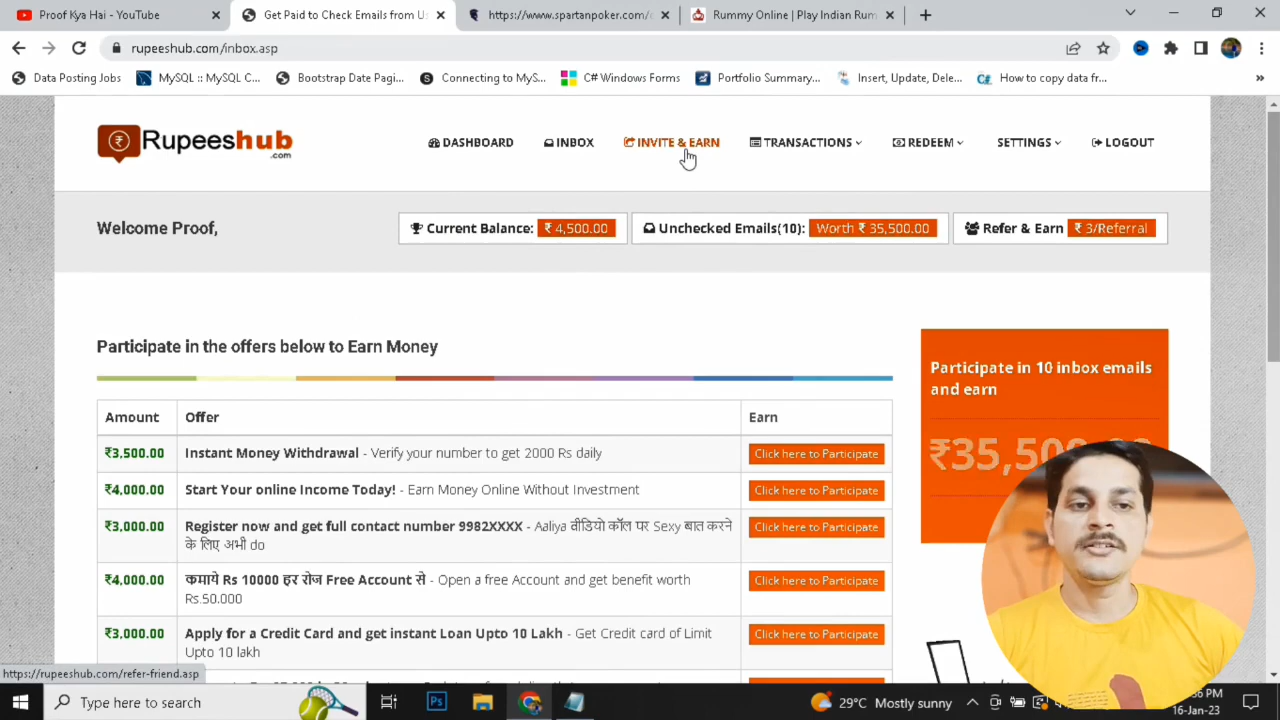 Proof Kya Hai - YouTube
Get Paid to Check Emails from Us
https://www.spartanpoker.com/
Rummy Online | Play Indian Rum
rupeeshub.com/inbox.asp
Data Posting Jobs
MySQL :: MySQL C...
Bootstrap Date Pagi...
Connecting to MyS...
C# Windows Forms
Portfolio Summary...
Insert, Update, Dele...
How to copy data fr...
Rupeeshub
.com
DASHBOARD
INBOX
INVITE & EARN
TRANSACTIONS
REDEEM
SETTINGS
LOGOUT
Welcome Proof,
Current Balance: ₹ 4,500.00
Unchecked Emails(10): Worth ₹ 35,500.00
Refer & Earn ₹ 3/Referral
Participate in the offers below to Earn Money
Amount Offer Earn
₹3,500.00 Instant Money Withdrawal - Verify your number to get 2000 Rs daily Click here to Participate
₹4,000.00 Start Your online Income Today! - Earn Money Online Without Investment Click here to Participate
₹3,000.00 Register now and get full contact number 9982XXXX - Aaliya वीडियो कॉल पर Sexy बात करने Click here to Participate
के लिए अभी do
₹4,000.00 कमाये Rs 10000 हर रोज Free Account से - Open a free Account and get benefit worth Click here to Participate
Rs.50.000
₹3,000.00 Apply for a Credit Card and get instant Loan Upto 10 Lakh - Get Credit card of Limit Click here to Participate
Upto 10 lakh
Participate in 10 inbox emails
and earn
₹35,500.00
https://rupeeshub.com/refer-friend.asp
Type here to search
29°C Mostly sunny
PM
16-Jan-23